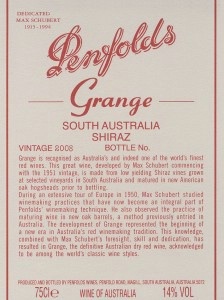 DEDICATED:
MAX SCHUBERT
1915-1994
Penfolds
Grange
SOUTH AUSTRALIA
SHIRAZ
VINTAGE 2008 BOTTLE No.
Grange is recognised as Australia's and indeed one of the world's finest
red wines. This great wine, developed by Max Schubert commencing
with the 1951 vintage, is made from low yielding Shiraz vines grown
at selected vineyards in South Australia and matured in new American
oak hogsheads prior to bottling.
During an extensive tour of Europe in 1950, Max Schubert studied
winemaking practices that have now become an integral part of
Penfolds' winemaking technique. He also observed the practice of
maturing wine in new oak barrels, a method previously untried in
Australia. The development of Grange represented the beginning of
a new era in Australia's red winemaking tradition. This knowledge,
combined with Max Schubert's foresight, skill and dedication, has
resulted in Grange, the definitive Australian dry red wine, acknowledged
to be among the world's classic wine styles.
PRODUCED AND BOTTLED BY PENFOLDS WINES, PENFOLD ROAD, MAGILL, SOUTH AUSTRALIA, AUSTRALIA 5072
75Cl e WINE OF AUSTRALIA 14% VOL